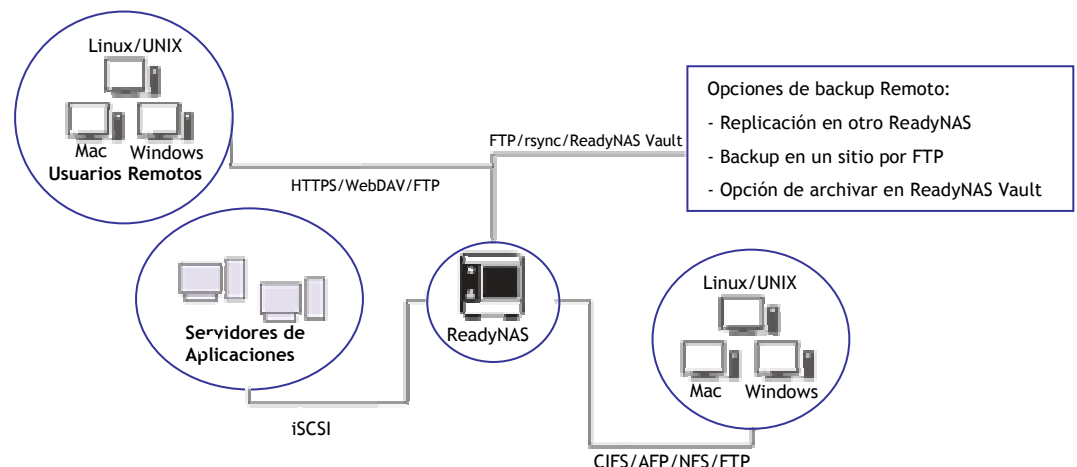 Linux/UNIX
Mac Windows
Usuarios Remotos
HTTPS/WebDAV/FTP
FTP/rsync/ReadyNAS Vault
Opciones de backup Remoto:
- Replicación en otro ReadyNAS
- Backup en un sitio por FTP
- Opción de archivar en ReadyNAS Vault
Servidores de
Aplicaciones
iSCSI
ReadyNAS
Linux/UNIX
Mac Windows
CIFS/AFP/NFS/FTP